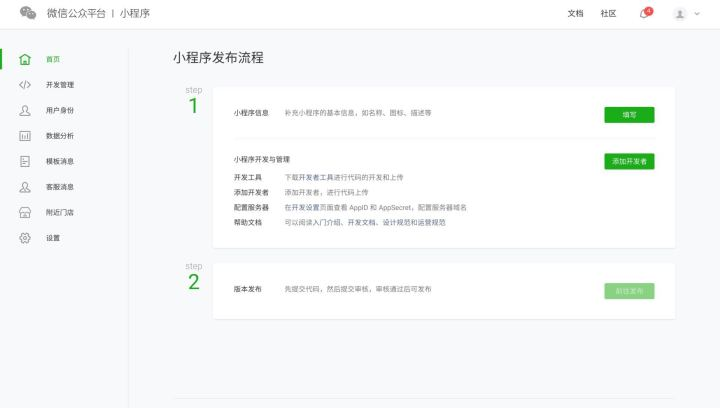 微信公众平台 | 小程序
文档 社区 4
首页
开发管理
用户身份
数据分析
模板消息
客服消息
附近门店
设置
小程序发布流程
step
1
小程序信息 补充小程序的基本信息，如名称、图标、描述等 填写
小程序开发与管理 添加开发者
开发工具 下载开发者工具进行代码的开发和上传
添加开发者 添加开发者，进行代码上传
配置服务器 在开发设置页面查看 AppID 和 AppSecret，配置服务器域名
帮助文档 可以阅读入门介绍、开发文档、设计规范和运营规范
step
2
版本发布 先提交代码，然后提交审核，审核通过后可发布 前往发布